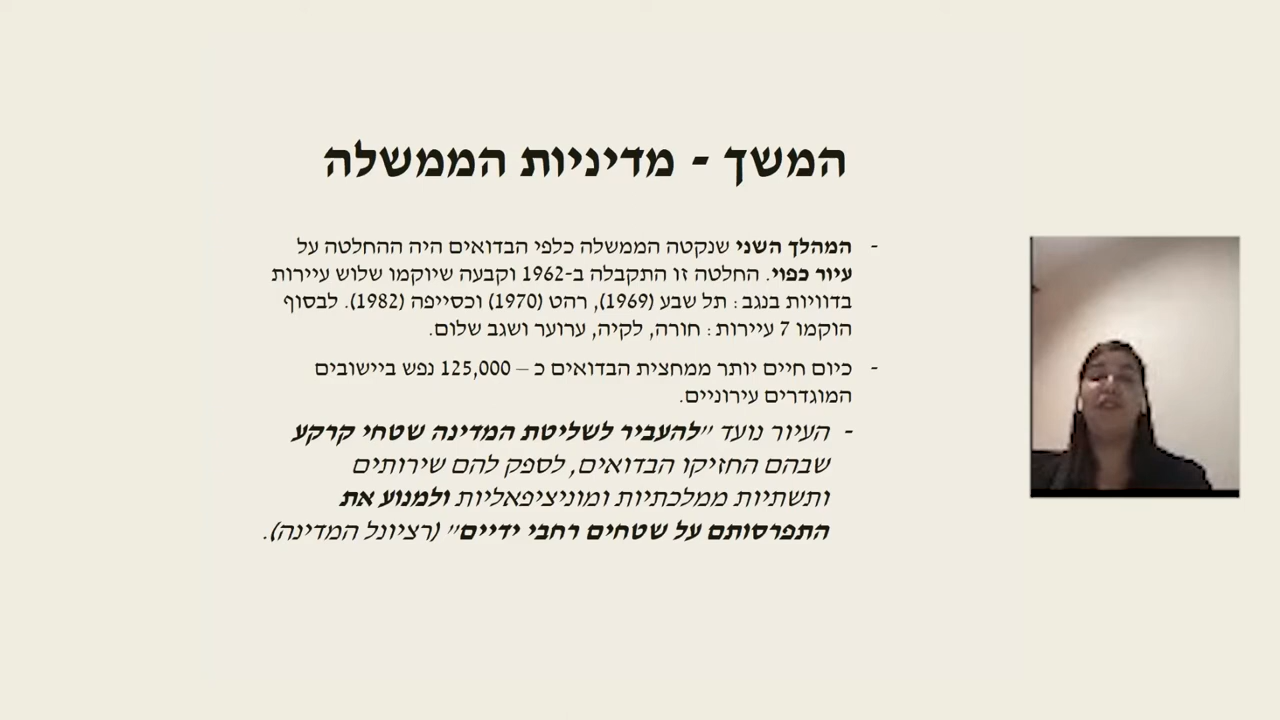 המשך - מדיניות הממשלה
- המהלך השני שנקטה הממשלה כלפי הבדואים היה ההחלטה על
עיור כפוי. החלטה זו התקבלה ב-1962 וקבעה שיוקמו שלוש עיירות
בדוויות בנגב: תל שבע (1969), רהט (1970) וכסייפה (1982). לבסוף
הוקמו 7 עיירות: חורה, לקיה, ערוער ושגב שלום.
- כיום חיים יותר ממחצית הבדואים כ – 125,000 נפש ביישובים
המוגדרים עירוניים.
- העיור נועד "להעביר לשליטת המדינה שטחי קרקע
שבהם החזיקו הבדואים, לספק להם שירותים
ותשתיות ממלכתיות ומוניציפאליות ולמנוע את
התפרסותם על שטחים רחבי ידיים" (רציונל המדינה).